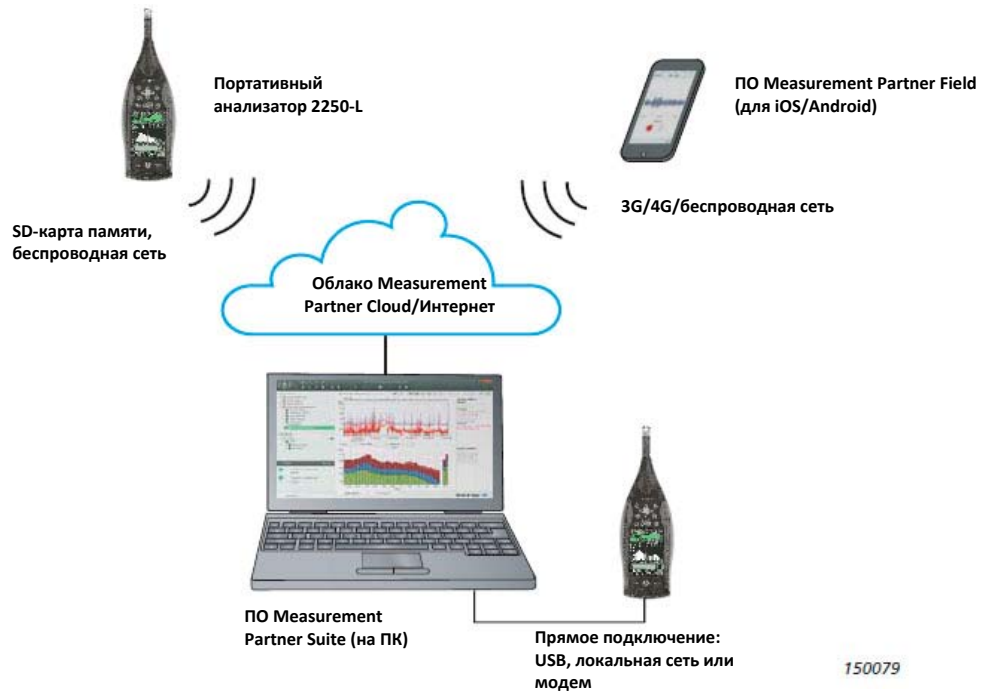 Портативный
анализатор 2250-L
ПО Measurement Partner Field
(для iOS/Android)
3G/4G/беспроводная сеть
SD-карта памяти,
беспроводная сеть
Облако Measurement
Partner Cloud/Интернет
ПО Measurement
Partner Suite (на ПК)
Прямое подключение:
USB, локальная сеть или
модем
150079